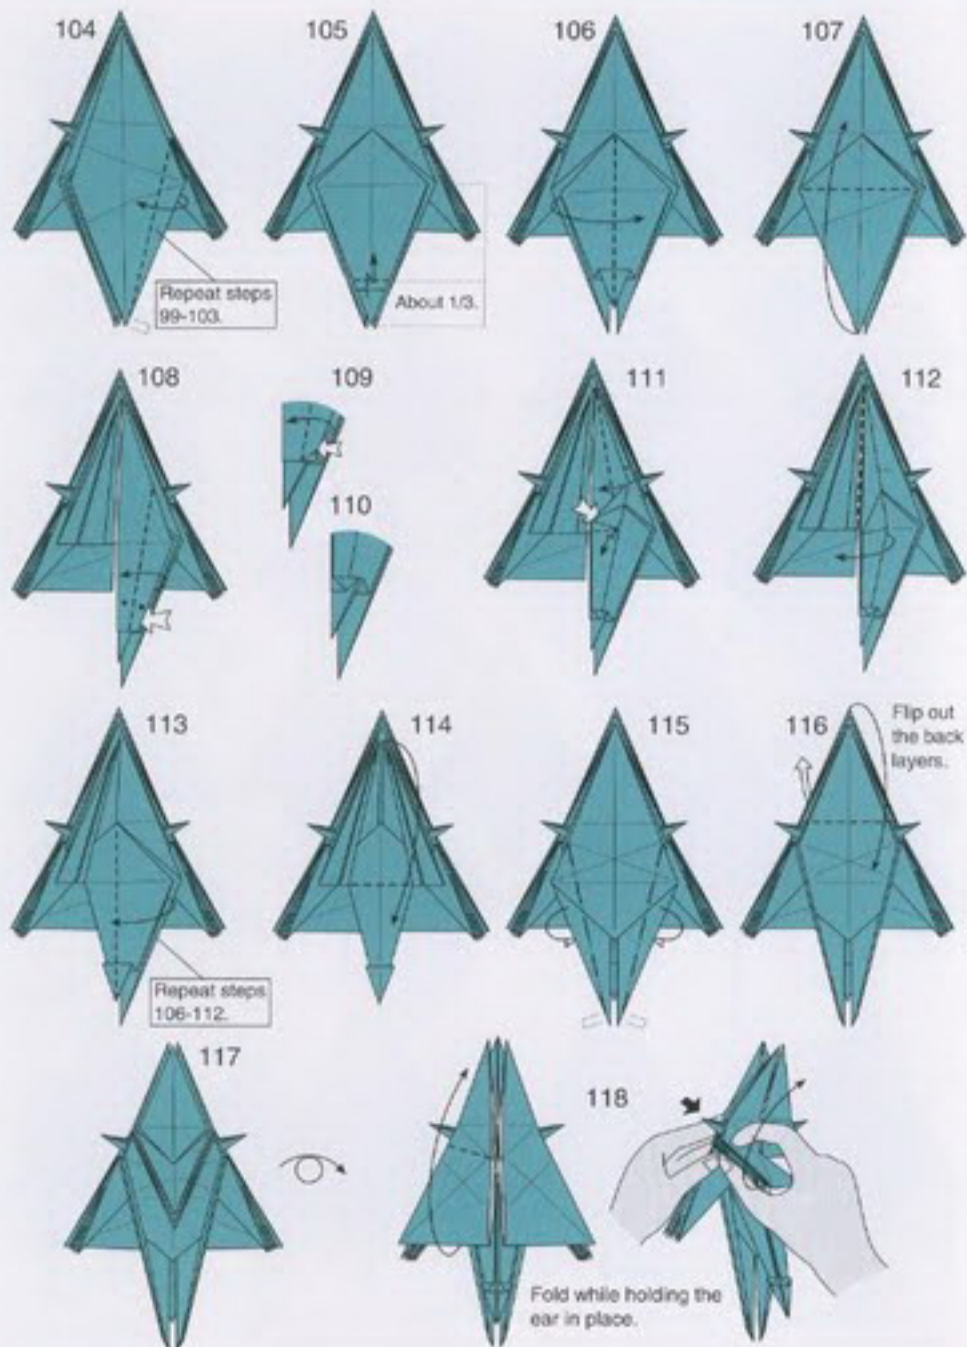 104
105
106
107
Repeat steps
99-103.
About 1/3.
108
109
110
111
112
113
114
115
116
Flip out
the back
layers.
Repeat steps
106-112.
117
118
Fold while holding the
ear in place.